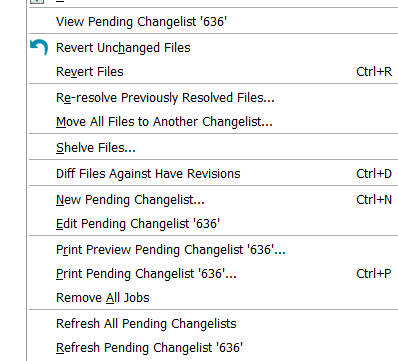 View Pending Changelist '636'
Revert Unchanged Files
Revert Files Ctrl+R
Re-resolve Previously Resolved Files...
Move All Files to Another Changelist...
Shelve Files...
Diff Files Against Have Revisions Ctrl+D
New Pending Changelist... Ctrl+N
Edit Pending Changelist '636'
Print Preview Pending Changelist '636'...
Print Pending Changelist '636'... Ctrl+P
Remove All Jobs
Refresh All Pending Changelists
Refresh Pending Changelist '636'